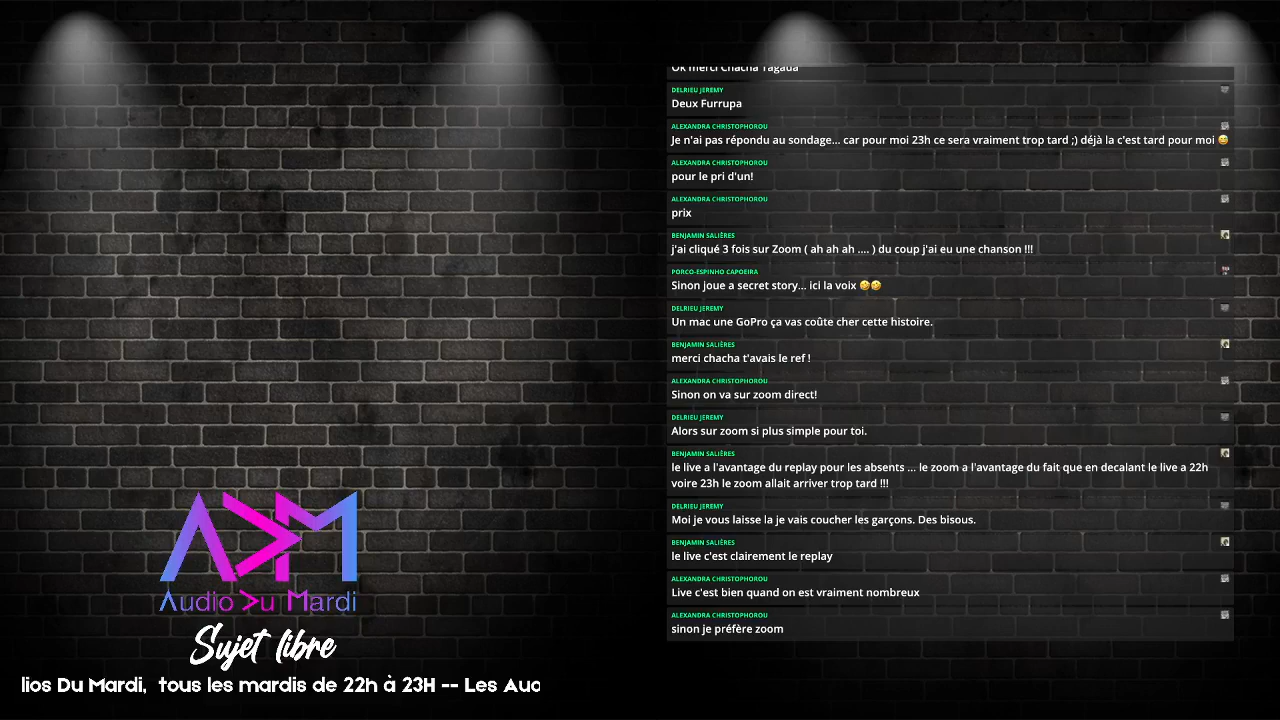 Ok merci Chacha Tagada
DELRIEU JEREMY
Deux Furrupa
ALEXANDRA CHRISTOPHOROU
Je n'ai pas répondu au sondage... car pour moi 23h ce sera vraiment trop tard ;) déjà la c'est tard pour moi 😅
ALEXANDRA CHRISTOPHOROU
pour le pri d'un!
ALEXANDRA CHRISTOPHOROU
prix
BENJAMIN SALIÈRES
j'ai cliqué 3 fois sur Zoom ( ah ah ah .... ) du coup j'ai eu une chanson !!!
PORCO-ESPINHO CAPOEIRA
Sinon joue a secret story... ici la voix 🤣🤣
DELRIEU JEREMY
Un mac une GoPro ça vas coûte cher cette histoire.
BENJAMIN SALIÈRES
merci chacha t'avais le ref !
ALEXANDRA CHRISTOPHOROU
Sinon on va sur zoom direct!
DELRIEU JEREMY
Alors sur zoom si plus simple pour toi.
BENJAMIN SALIÈRES
le live a l'avantage du replay pour les absents ... le zoom a l'avantage du fait que en decalant le live a 22h
voire 23h le zoom allait arriver trop tard !!!
DELRIEU JEREMY
Moi je vous laisse la je vais coucher les garçons. Des bisous.
BENJAMIN SALIÈRES
le live c'est clairement le replay
ALEXANDRA CHRISTOPHOROU
Live c'est bien quand on est vraiment nombreux
ALEXANDRA CHRISTOPHOROU
sinon je préfère zoom
ADM
Audio Du Mardi
Sujet libre
lios Du Mardi, tous les mardis de 22h à 23H -- Les Auc